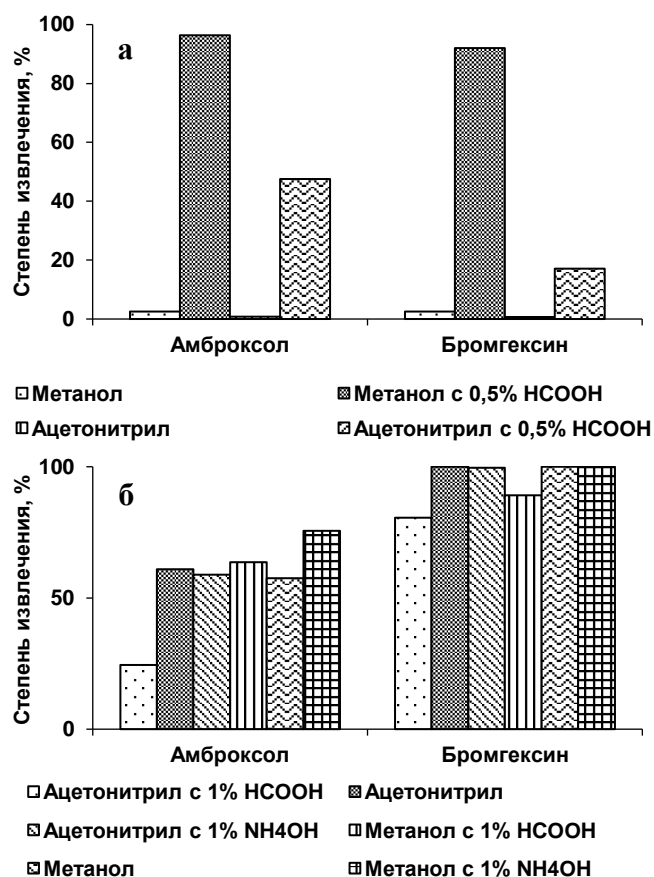 100
а
80
60
40
20
0
Степень извлечения, %
Амброксол Бромгексин
Метанол Метанол с 0,5% HCOOH
Ацетонитрил Ацетонитрил с 0,5% HCOOH
100
б
50
0
Степень извлечения, %
Амброксол Бромгексин
Ацетонитрил с 1% HCOOH Ацетонитрил
Ацетонитрил с 1% NH4OH Метанол с 1% HCOOH
Метанол Метанол с 1% NH4OH